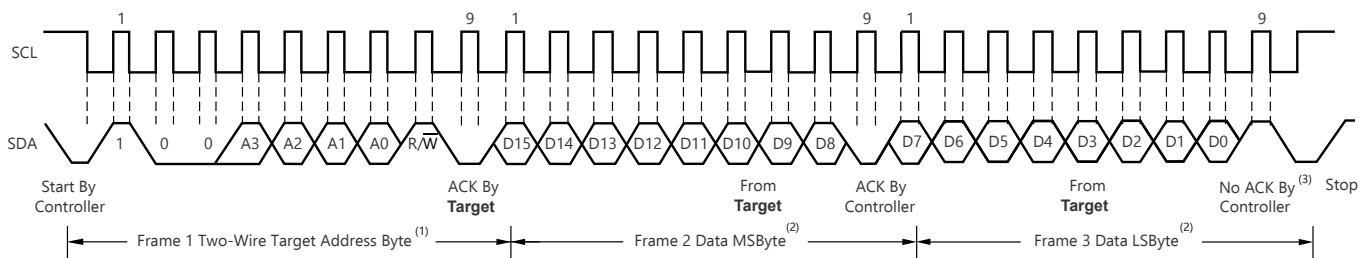 1 9 1 9 1 9
SCL
SDA 1 0 0 A3 A2 A1 A0 R/W̅ D15 D14 D13 D12 D11 D10 D9 D8 D7 D6 D5 D4 D3 D2 D1 D0
Start By
Controller
ACK By
Target
From
Target
ACK By
Controller
From
Target
No ACK By (3)
Controller
Stop
Frame 1 Two-Wire Target Address Byte (1)
Frame 2 Data MSByte (2)
Frame 3 Data LSByte (2)